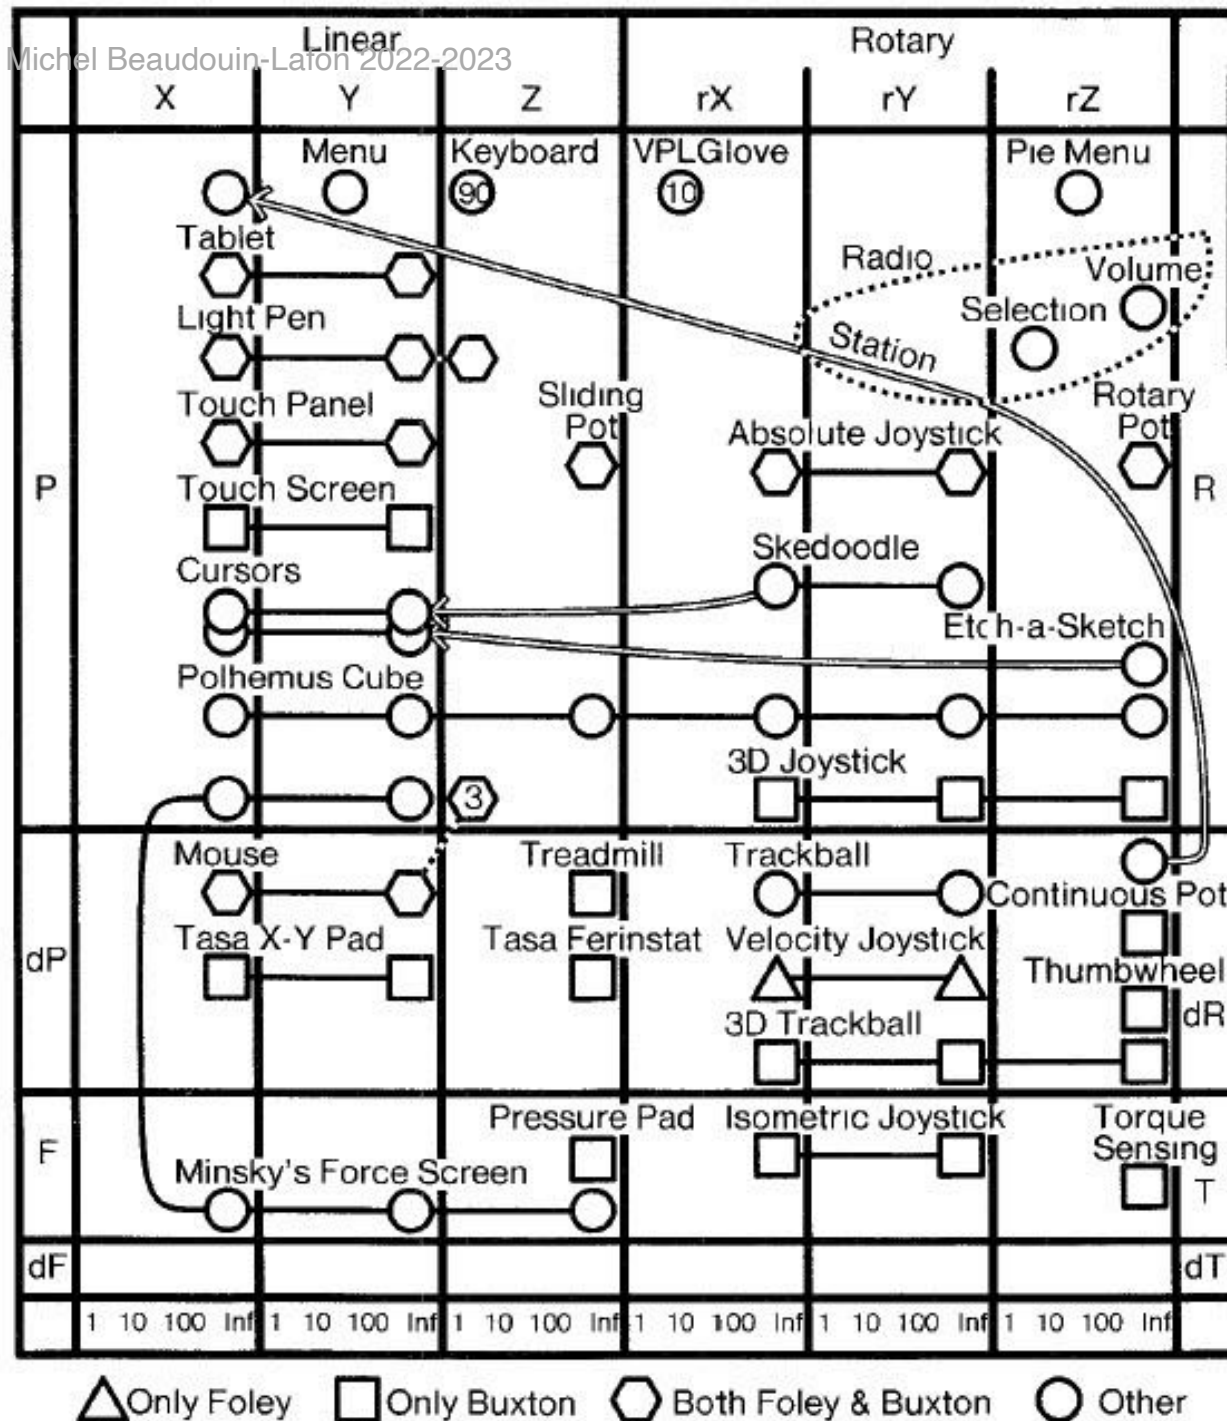 Linear Rotary
Michel Beaudouin-Lafon 2022-2023
X Y Z rX rY rZ
Menu Keyboard VPLGlove Pie Menu
90 10
Tablet
Radio
Volume
Light Pen
Selection
Station
Sliding
Pot
Rotary
Pot
Touch Panel
Absolute Joystick
P R
Touch Screen
Skedoodle
Cursors
Etch-a-Sketch
Polhemus Cube
3D Joystick
3
Mouse Treadmill Trackball
Continuous Pot
Tasa X-Y Pad Tasa Ferinstat Velocity Joystick
dP
Thumbwheel
dR
3D Trackball
Pressure Pad Isometric Joystick Torque
Sensing
F
Minsky's Force Screen
T
dF dT
1 10 100 Inf 1 10 100 Inf 1 10 100 Inf 1 10 100 Inf 1 10 100 Inf 1 10 100 Inf
Only Foley Only Buxton Both Foley & Buxton Other